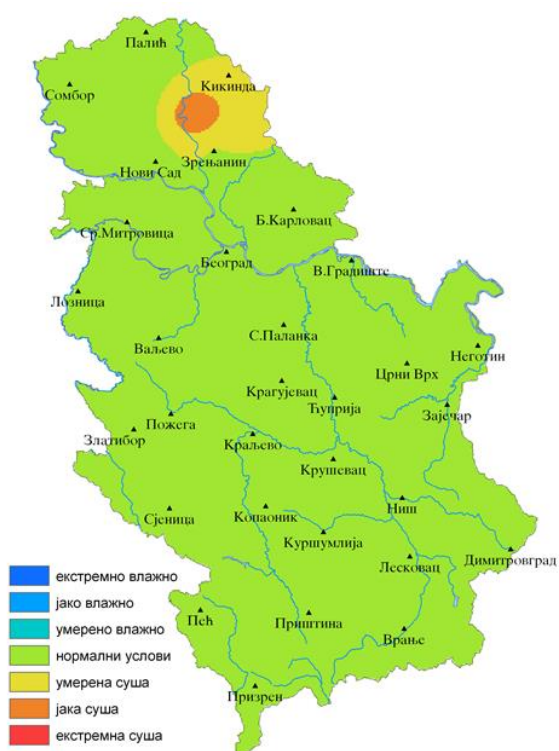 Палић
Кикинда
Сомбор
Зрењанин
Нови Сад
Б.Карловац
Ср.Митровица
Београд
В.Градиште
Лозница
С.Паланка
Ваљево
Неготин
Црни Врх
Крагујевац
Ћуприја
Зајечар
Пожега
Златибор
Краљево
Крушевац
Ниш
Сјеница
Копаоник
Куршумлија
Димитровград
Лесковац
Пећ
Приштина
Врање
Призрен
екстремно влажно
јако влажно
умерено влажно
нормални услови
умерена суша
јака суша
екстремна суша